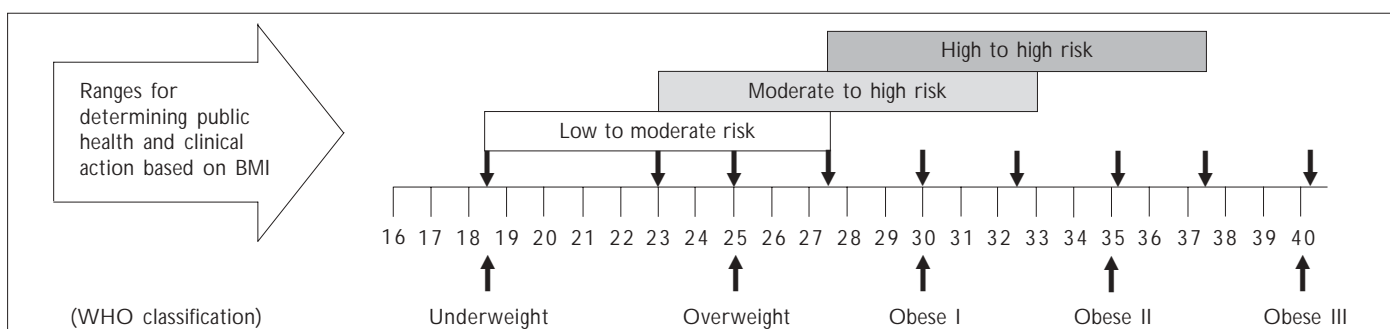 High to high risk
Moderate to high risk
Low to moderate risk
Ranges for
determining public
health and clinical
action based on BMI
16 17 18 19 20 21 22 23 24 25 26 27 28 29 30 31 32 33 34 35 36 37 38 39 40
(WHO classification) Underweight Overweight Obese I Obese II Obese III